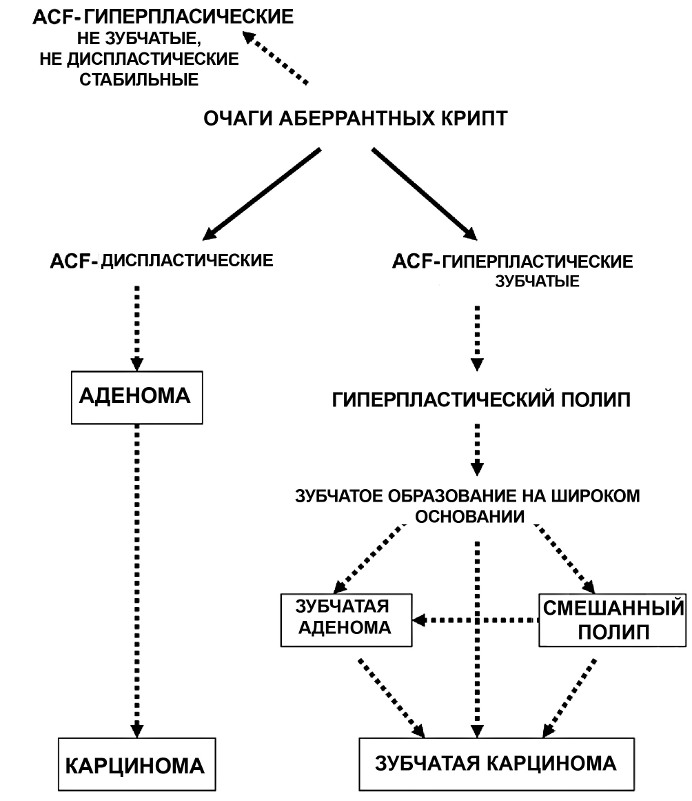 ACF-ГИПЕРПЛАСИЧЕСКИЕ
НЕ ЗУБЧАТЫЕ,
НЕ ДИСПЛАСТИЧЕСКИЕ
СТАБИЛЬНЫЕ
ОЧАГИ АБЕРРАНТНЫХ КРИПТ
ACF-ДИСПЛАСТИЧЕСКИЕ
ACF-ГИПЕРПЛАСТИЧЕСКИЕ
ЗУБЧАТЫЕ
АДЕНОМА
ГИПЕРПЛАСТИЧЕСКИЙ ПОЛИП
ЗУБЧАТОЕ ОБРАЗОВАНИЕ НА ШИРОКОМ
ОСНОВАНИИ
ЗУБЧАТАЯ
АДЕНОМА
СМЕШАННЫЙ
ПОЛИП
КАРЦИНОМА
ЗУБЧАТАЯ КАРЦИНОМА